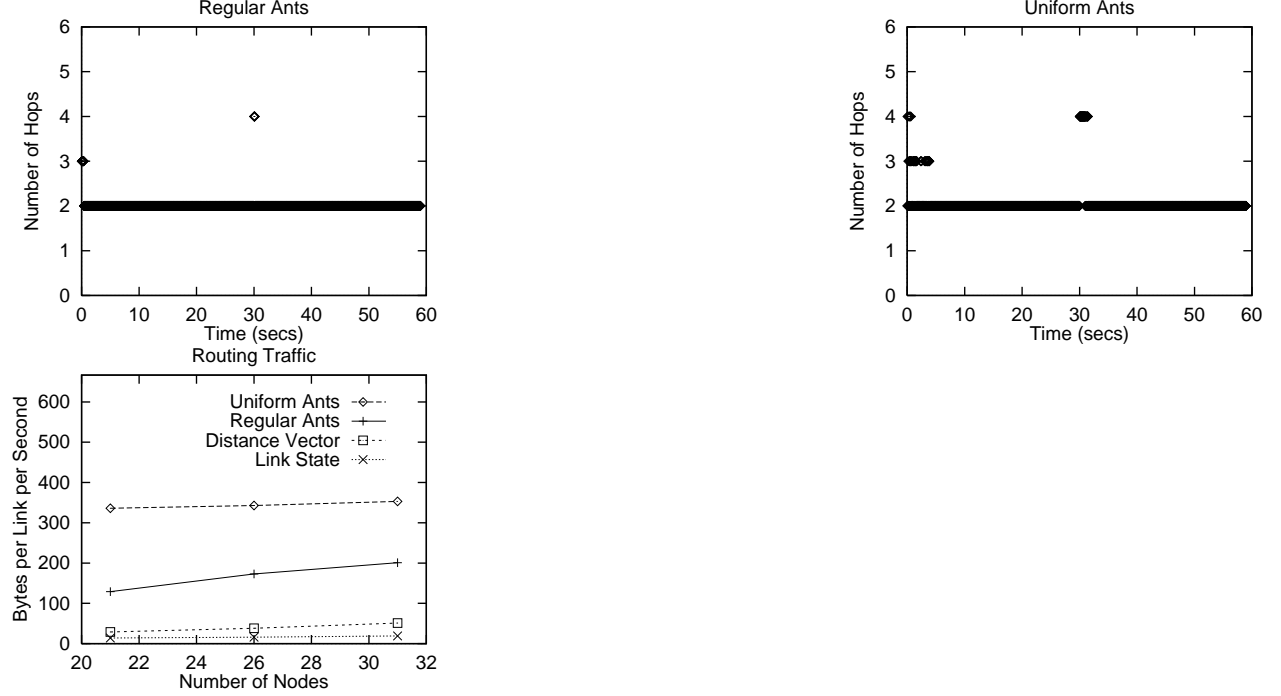 Regular Ants
6
5
4
3
2
1
0
Number of Hops
0 10 20 30 40 50 60
Time (secs)
Uniform Ants
6
5
4
3
2
1
0
Number of Hops
0 10 20 30 40 50 60
Time (secs)
Routing Traffic
600
500
400
300
200
100
0
Bytes per Link per Second
Uniform Ants
Regular Ants
Distance Vector
Link State
20 22 24 26 28 30 32
Number of Nodes